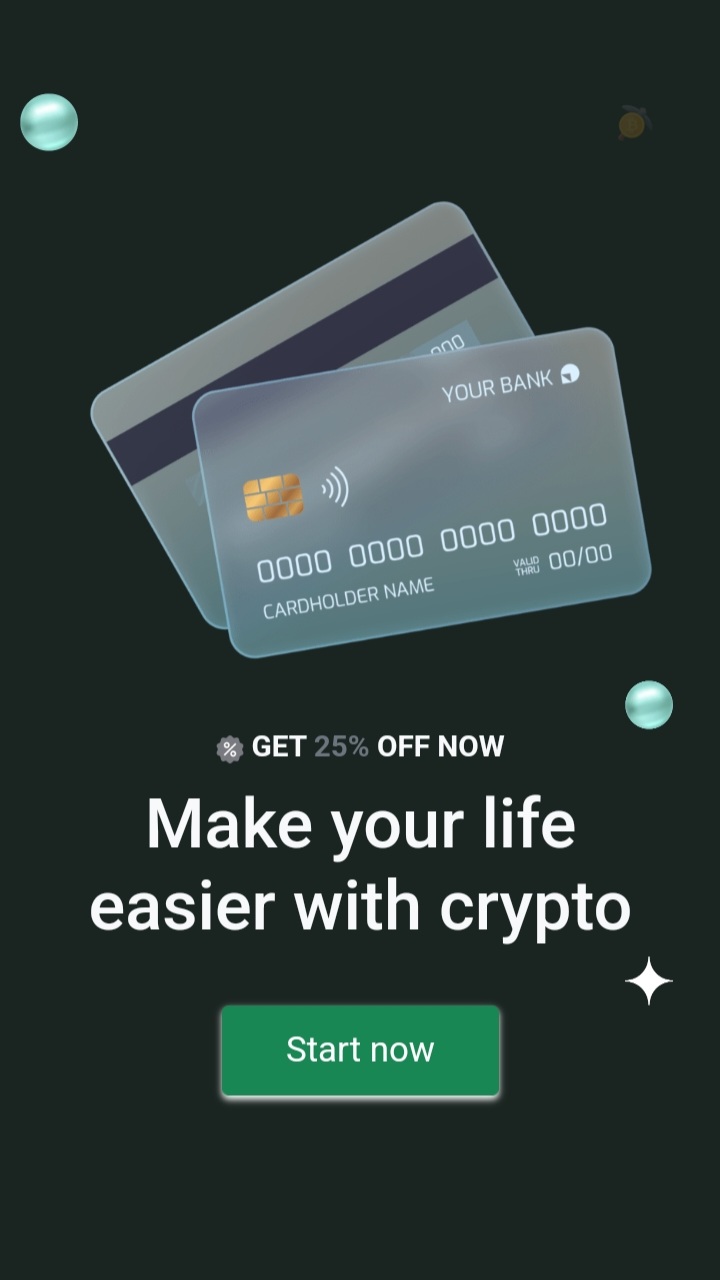 000
YOUR BANK
0000 0000 0000 0000
VALID
THRU 00/00
CARDHOLDER NAME
% GET 25% OFF NOW
Make your life
easier with crypto
Start now